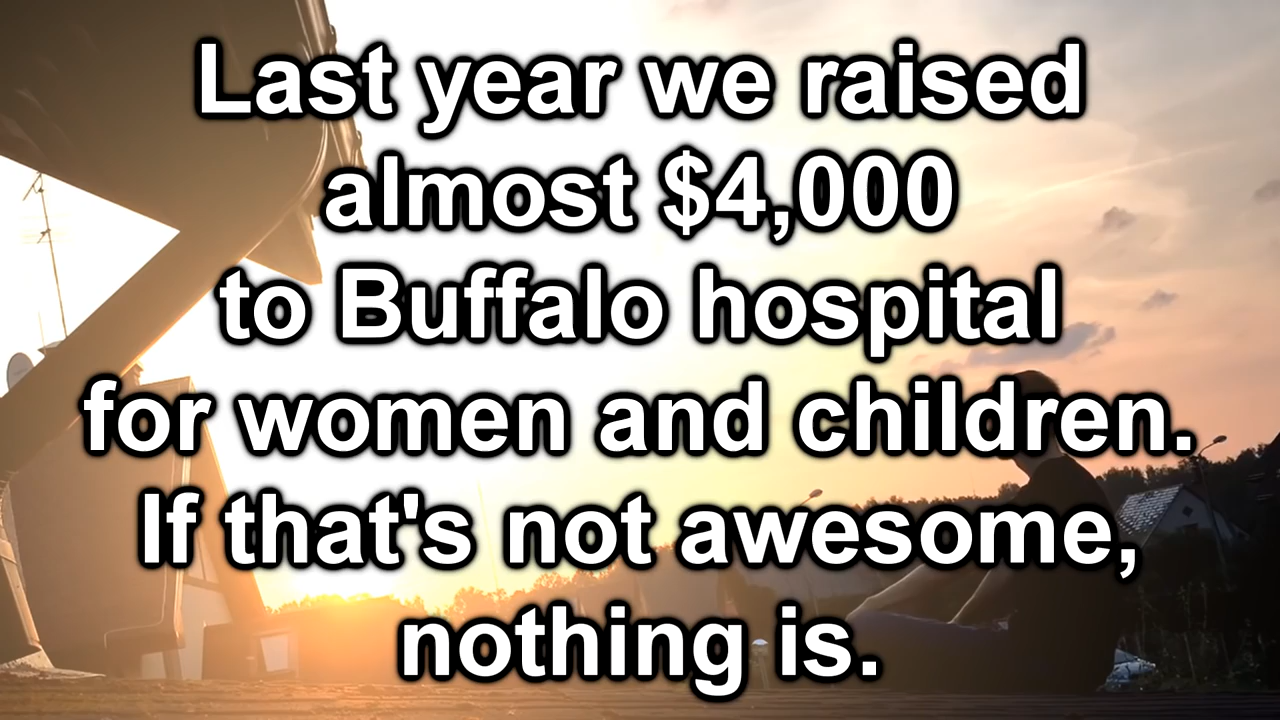 Last year we raised
almost $4,000
to Buffalo hospital
for women and children.
If that's not awesome,
nothing is.